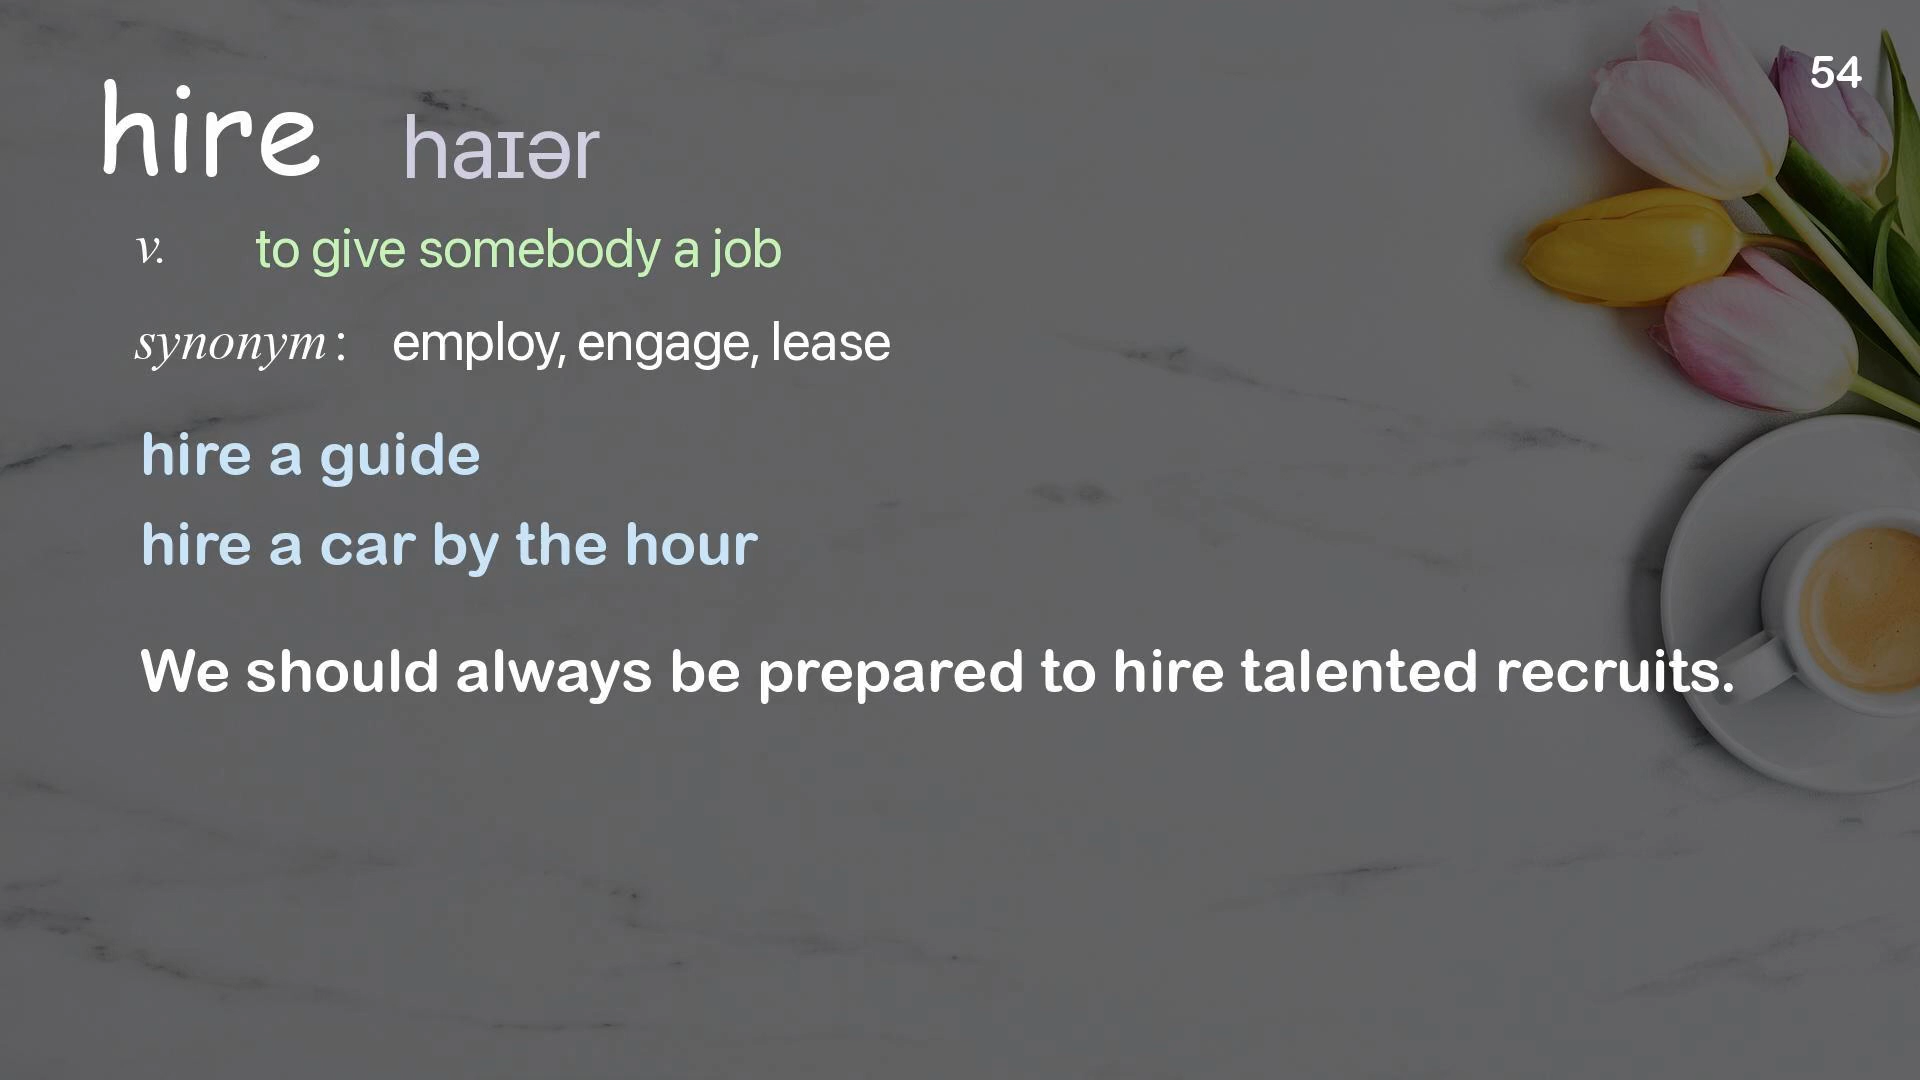 54
hire haɪər
v. to give somebody a job
synonym: employ, engage, lease
hire a guide
hire a car by the hour
We should always be prepared to hire talented recruits.